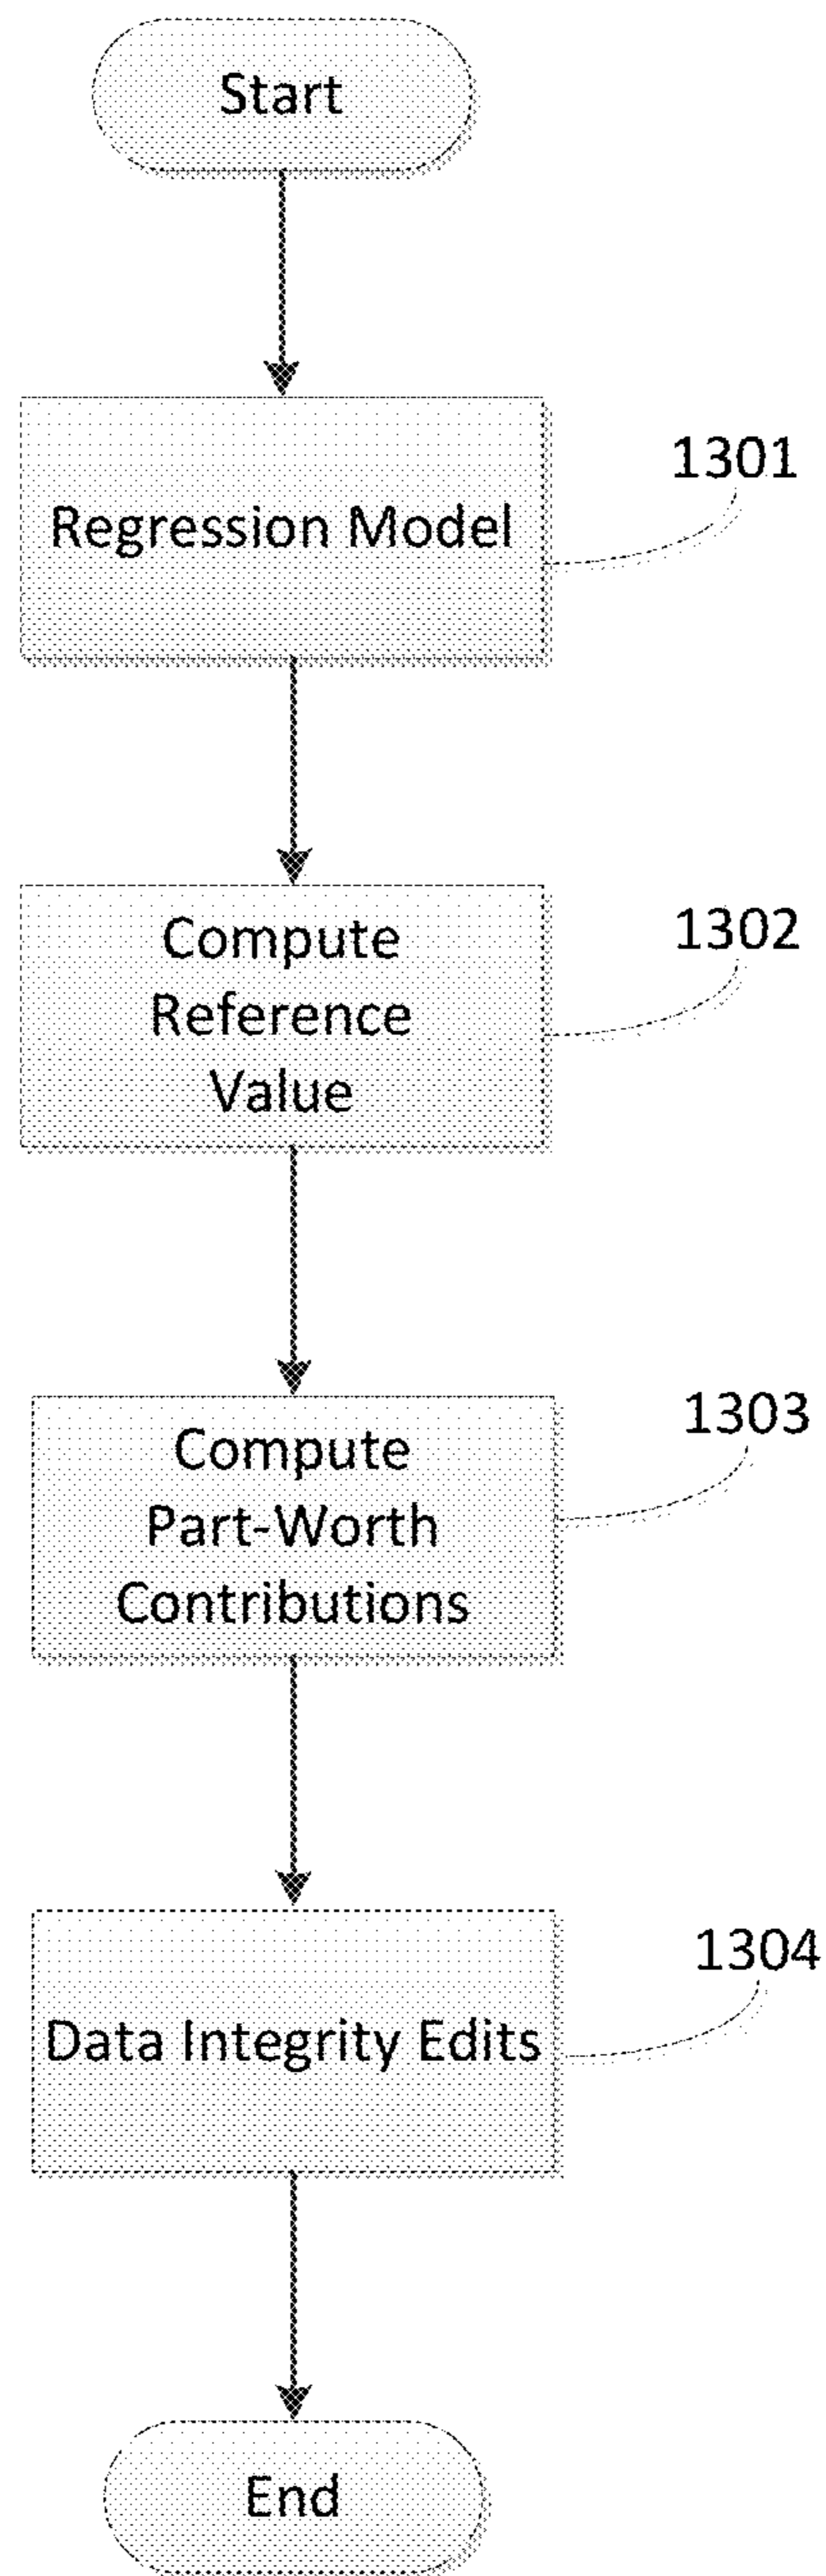 Start
Regression Model
1301
Compute
Reference
Value
1302
Compute
Part-Worth
Contributions
1303
Data Integrity Edits
1304
End